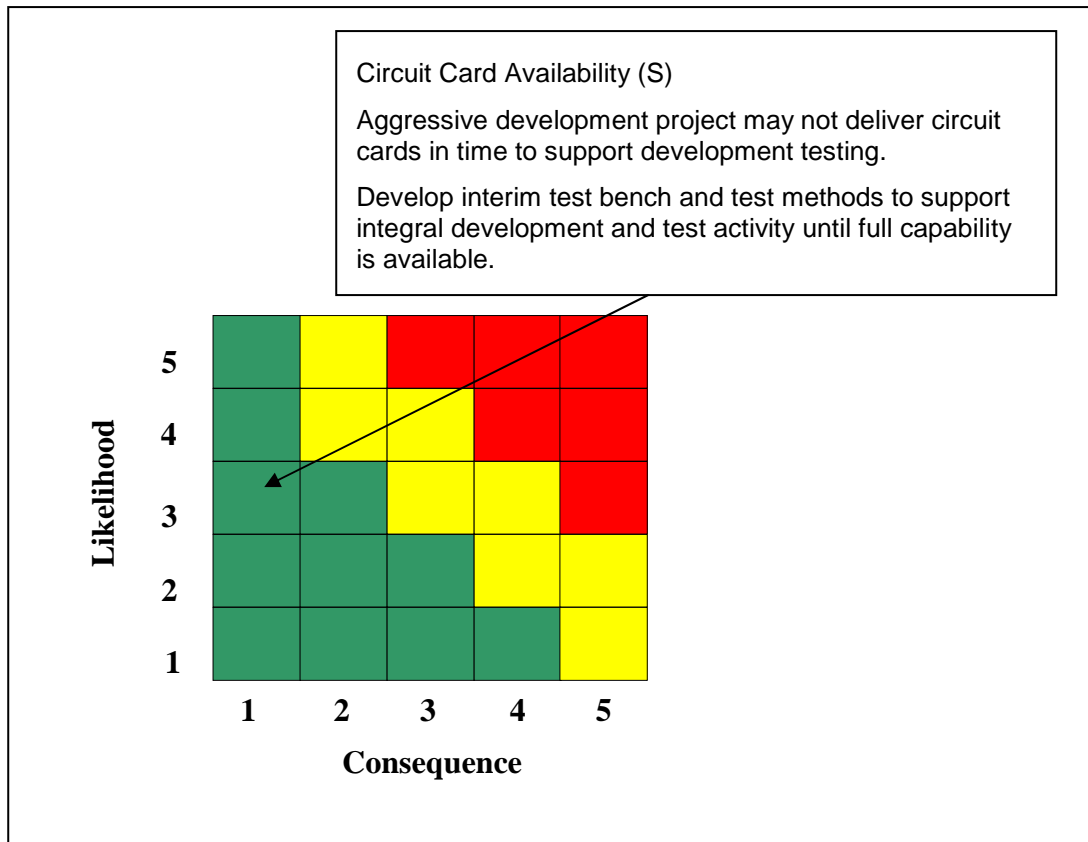 Circuit Card Availability (S)
Aggressive development project may not deliver circuit
cards in time to support development testing.
Develop interim test bench and test methods to support
integral development and test activity until full capability
is available.
5
4
3
2
1
Likelihood
1 2 3 4 5
Consequence